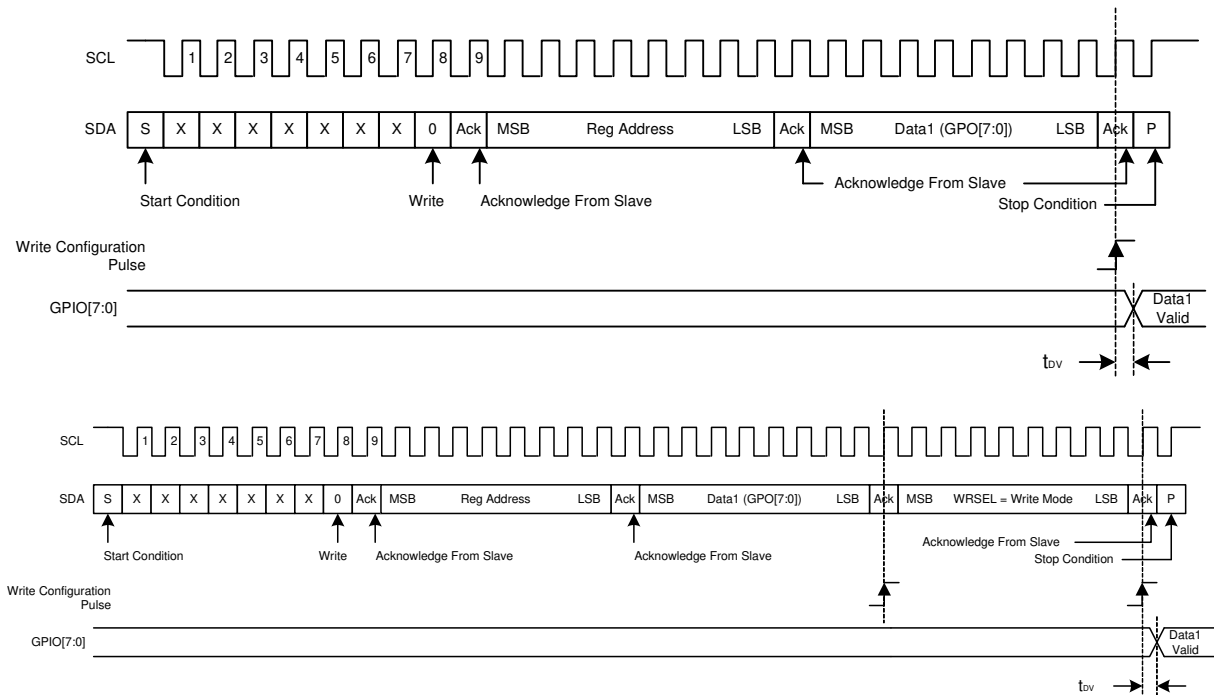 SCL 1 2 3 4 5 6 7 8 9
SDA S X X X X X X X 0 Ack MSB Reg Address LSB Ack MSB Data1 (GPO[7:0]) LSB Ack P
Acknowledge From Slave
Start Condition Write Acknowledge From Slave Stop Condition
Write Configuration
Pulse
GPIO[7:0] Data1
Valid
tDV
SCL 1 2 3 4 5 6 7 8 9
SDA S X X X X X X X 0 Ack MSB Reg Address LSB Ack MSB Data1 (GPO[7:0]) LSB Ack MSB WRSEL = Write Mode LSB Ack P
Acknowledge From Slave
Start Condition Write Acknowledge From Slave Acknowledge From Slave Stop Condition
Write Configuration
Pulse
GPIO[7:0] Data1
Valid
tDV